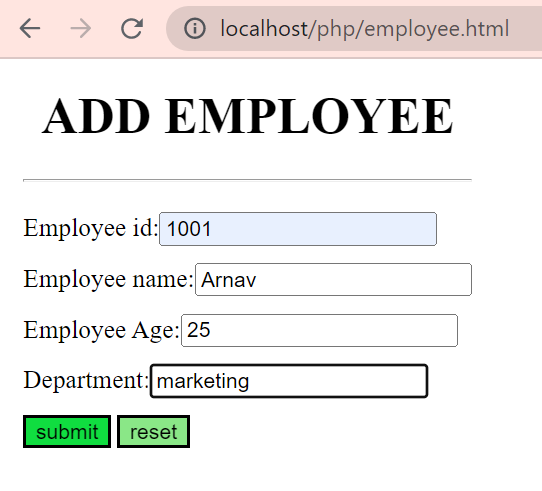 localhost/php/employee.html
ADD EMPLOYEE
Employee id: 1001
Employee name: Arnav
Employee Age: 25
Department: marketing
submit reset